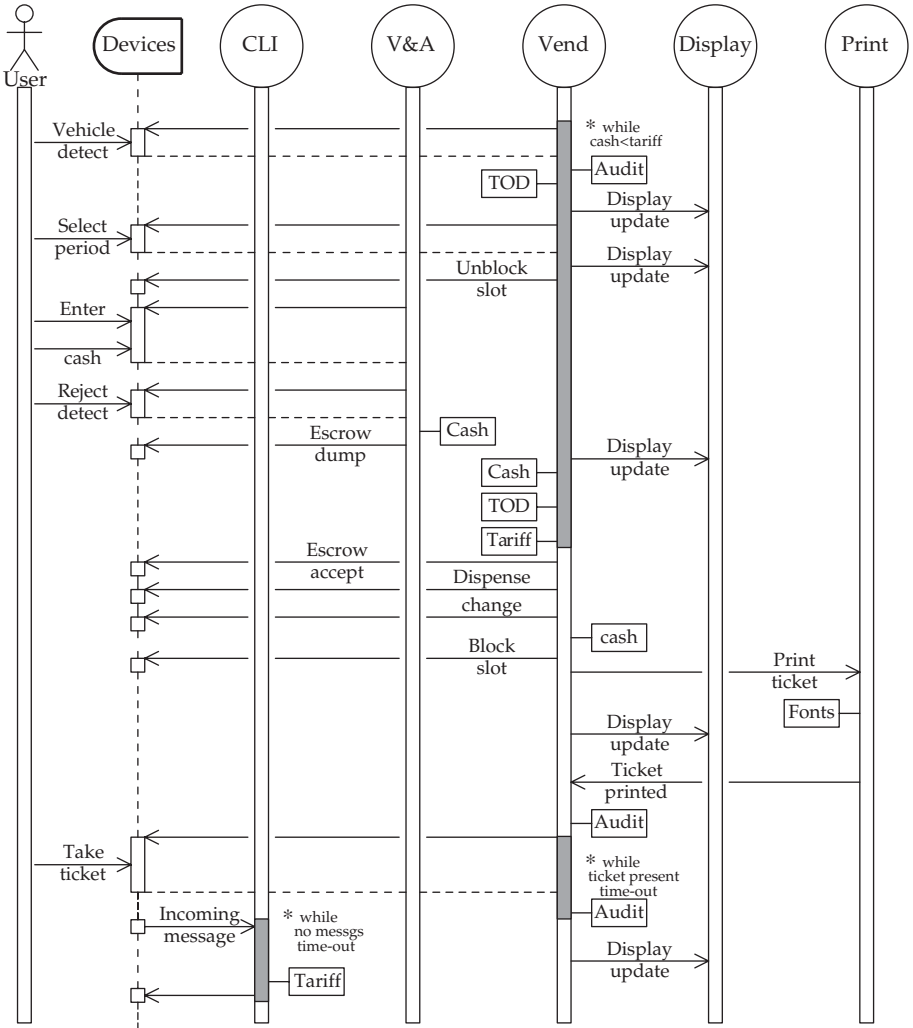 User
Devices
CLI
V&A
Vend
Display
Print
Vehicle
detect
* while
cash<tariff
Audit
TOD
Display
update
Select
period
Display
update
Unblock
slot
Enter
cash
Reject
detect
Cash
Escrow
dump
Display
update
Cash
TOD
Tariff
Escrow
accept
Dispense
change
cash
Block
slot
Print
ticket
Fonts
Display
update
Ticket
printed
Audit
Take
ticket
* while
ticket present
time-out
Audit
Incoming
message
* while
no messgs
time-out
Display
update
Tariff